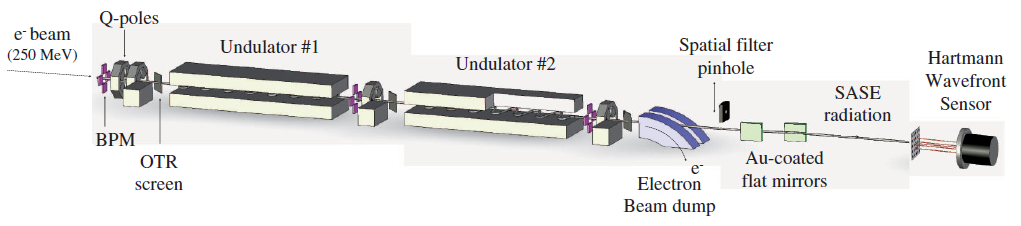 Q-poles
e⁻ beam
(250 MeV)
Undulator #1
Undulator #2
Spatial filter
pinhole
Hartmann
Wavefront
Sensor
SASE
radiation
BPM
OTR
screen
e⁻
Electron
Beam dump
Au-coated
flat mirrors